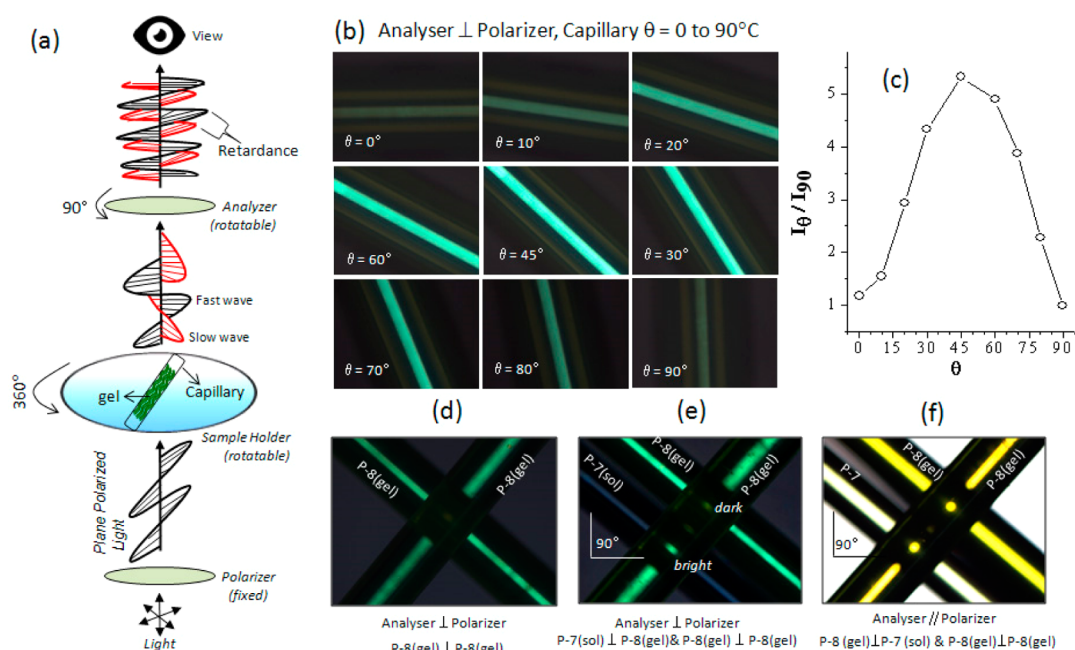 (a)
View
Retardance
90°
Analyzer
(rotatable)
Fast wave
Slow wave
360°
gel
Capillary
Sample Holder
(rotatable)
Plane Polarized
Light
Polarizer
(fixed)
Light
(b) Analyser ⊥ Polarizer, Capillary θ = 0 to 90°C
θ = 0°
θ = 10°
θ = 20°
θ = 60°
θ = 45°
θ = 30°
θ = 70°
θ = 80°
θ = 90°
(c)
Iθ / I90
5
4
3
2
1
0 15 30 45 60 75 90
θ
(d)
P-8(gel)
P-8(gel)
Analyser ⊥ Polarizer
P-8(gel) ⊥ P-8(gel)
(e)
P-7(sol)
P-8(gel)
P-8(gel)
dark
90°
bright
Analyser ⊥ Polarizer
P-7(sol) ⊥ P-8(gel)& P-8(gel) ⊥ P-8(gel)
(f)
P-7
P-8(gel)
P-8(gel)
90°
Analyser // Polarizer
P-8 (gel)⊥P-7 (sol) & P-8(gel)⊥P-8(gel)